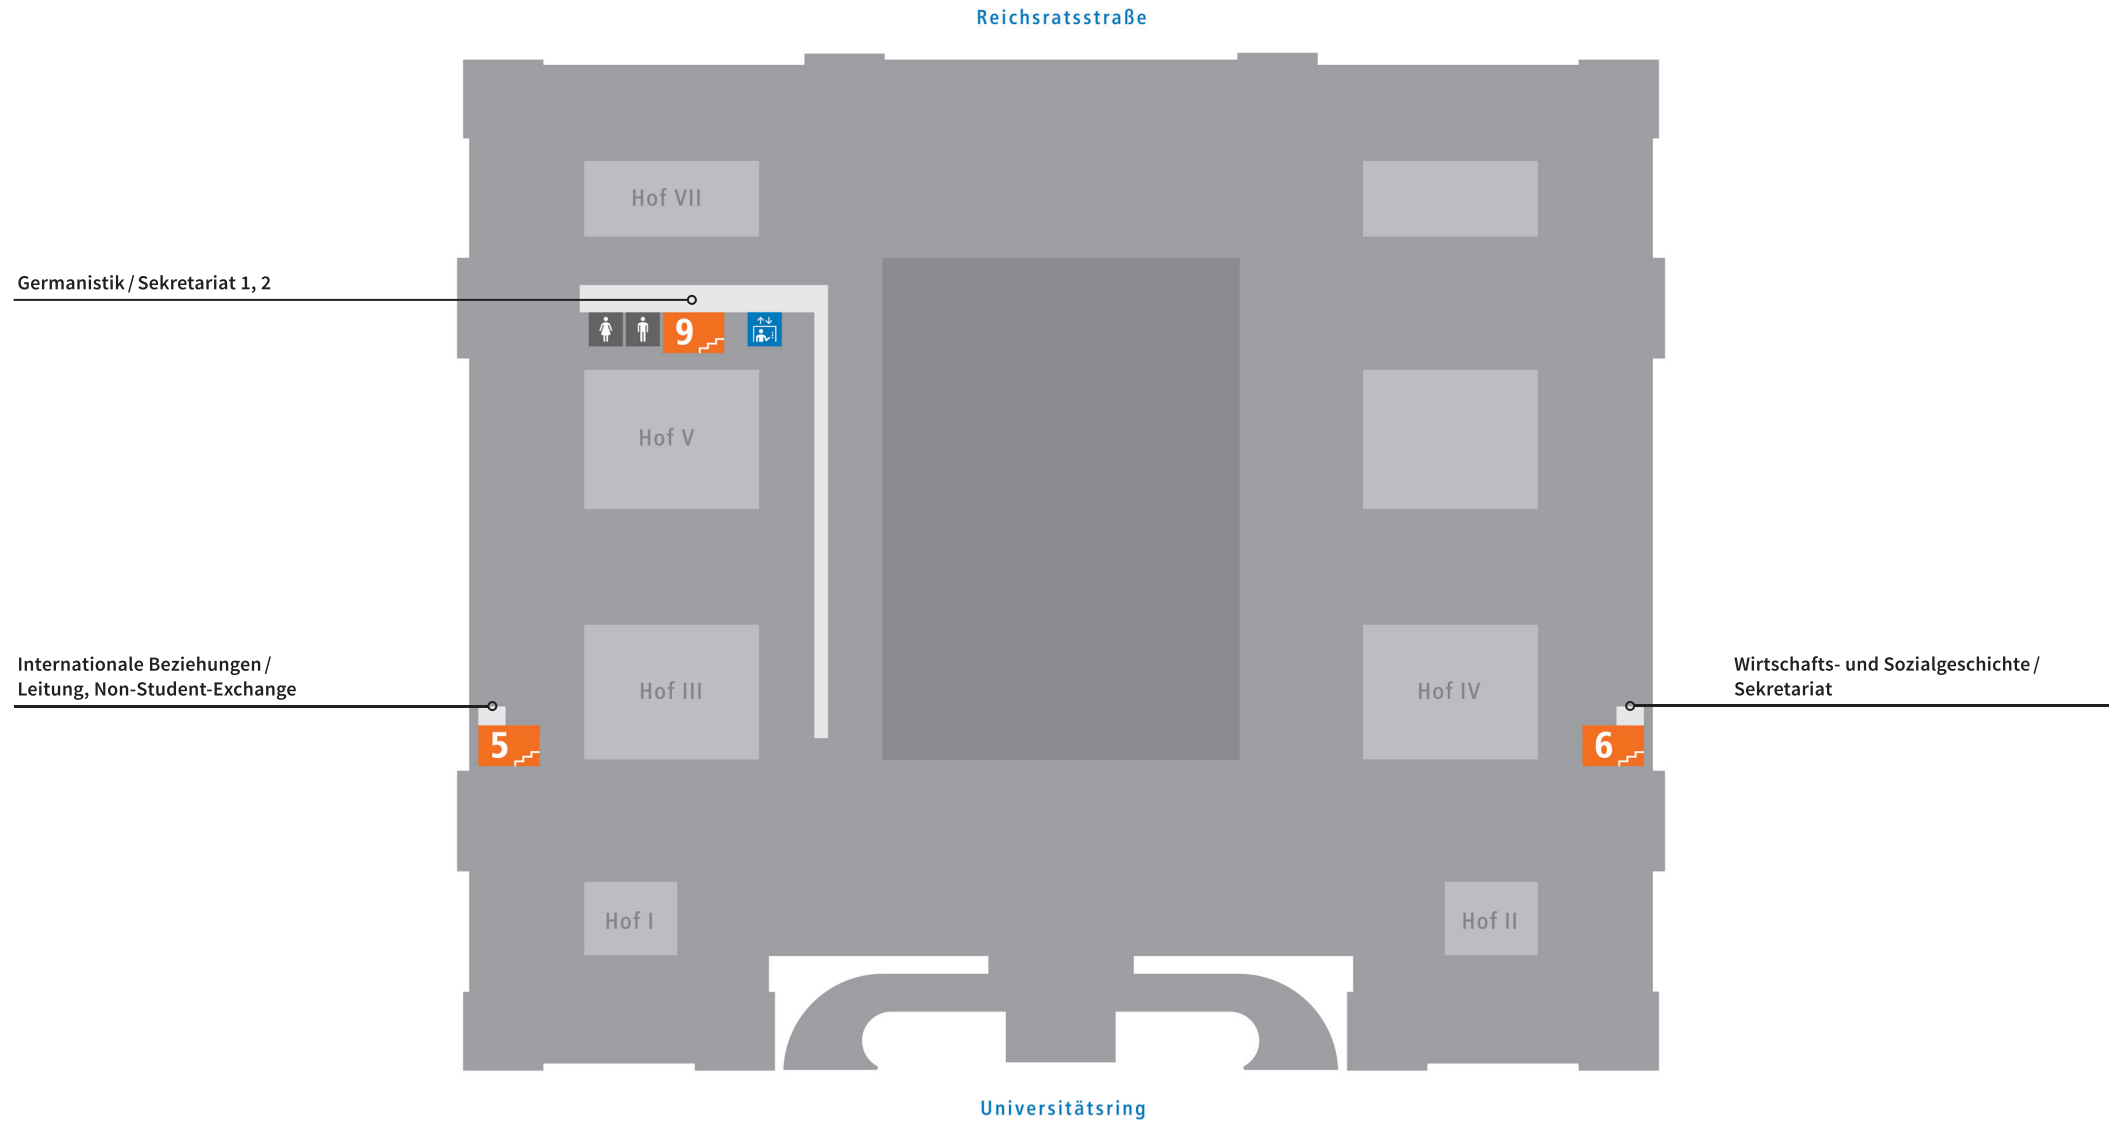 Reichsratsstraße
Hof VII
Germanistik / Sekretariat 1, 2
9
Hof V
Internationale Beziehungen /
Leitung, Non-Student-Exchange
Wirtschafts- und Sozialgeschichte /
Sekretariat
Hof III
Hof IV
5
6
Hof I
Hof II
Universitätsring